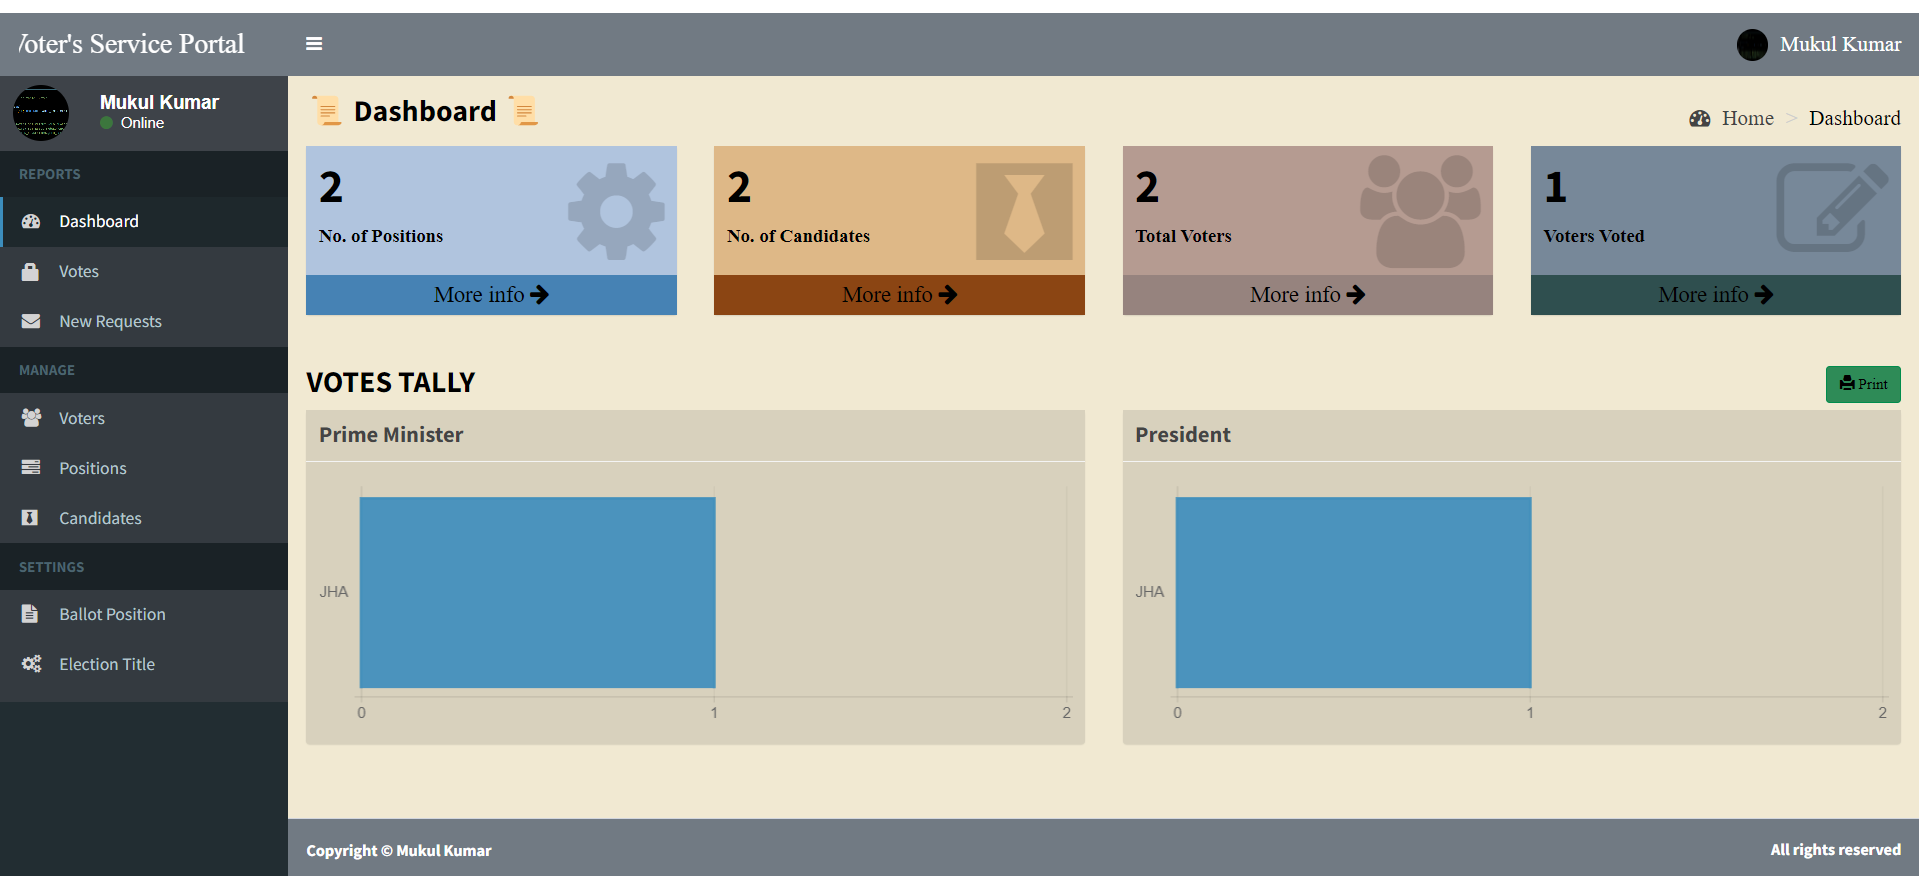 oter's Service Portal
Mukul Kumar
Mukul Kumar
Online
REPORTS
Dashboard
Votes
New Requests
MANAGE
Voters
Positions
Candidates
SETTINGS
Ballot Position
Election Title
Dashboard
Home > Dashboard
2
No. of Positions
More info
2
No. of Candidates
More info
2
Total Voters
More info
1
Voters Voted
More info
VOTES TALLY
Print
Prime Minister
JHA
0 1 2
President
JHA
0 1 2
Copyright © Mukul Kumar
All rights reserved